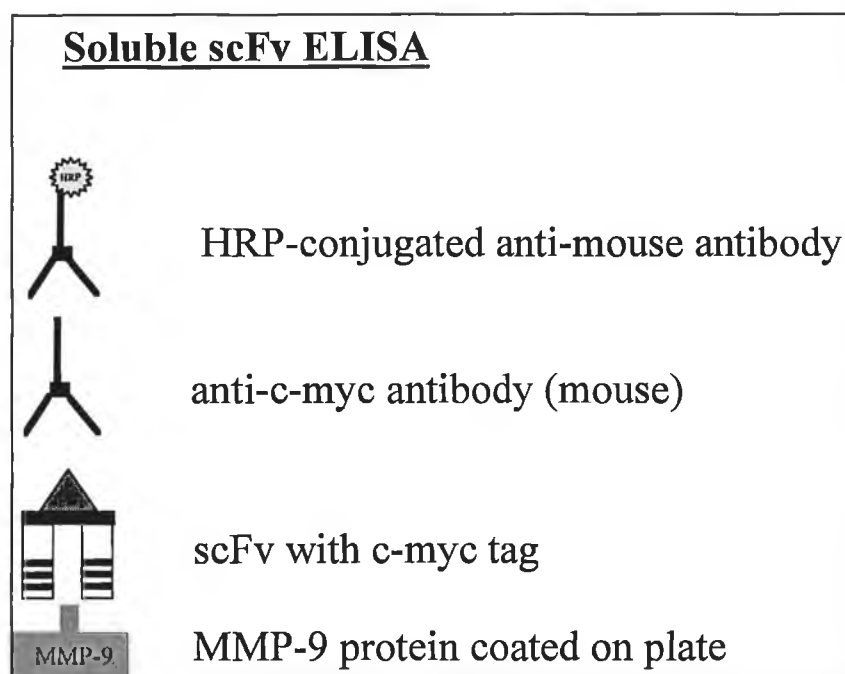 Soluble scFv ELISA
HRP
HRP-conjugated anti-mouse antibody
anti-c-myc antibody (mouse)
scFv with c-myc tag
MMP-9
MMP-9 protein coated on plate